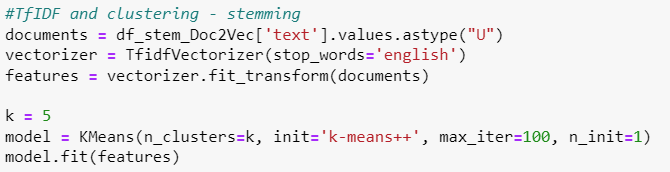 #TfIDF and clustering - stemming
documents = df_stem_Doc2Vec['text'].values.astype("U")
vectorizer = TfidfVectorizer(stop_words='english')
features = vectorizer.fit_transform(documents)
k = 5
model = KMeans(n_clusters=k, init='k-means++', max_iter=100, n_init=1)
model.fit(features)